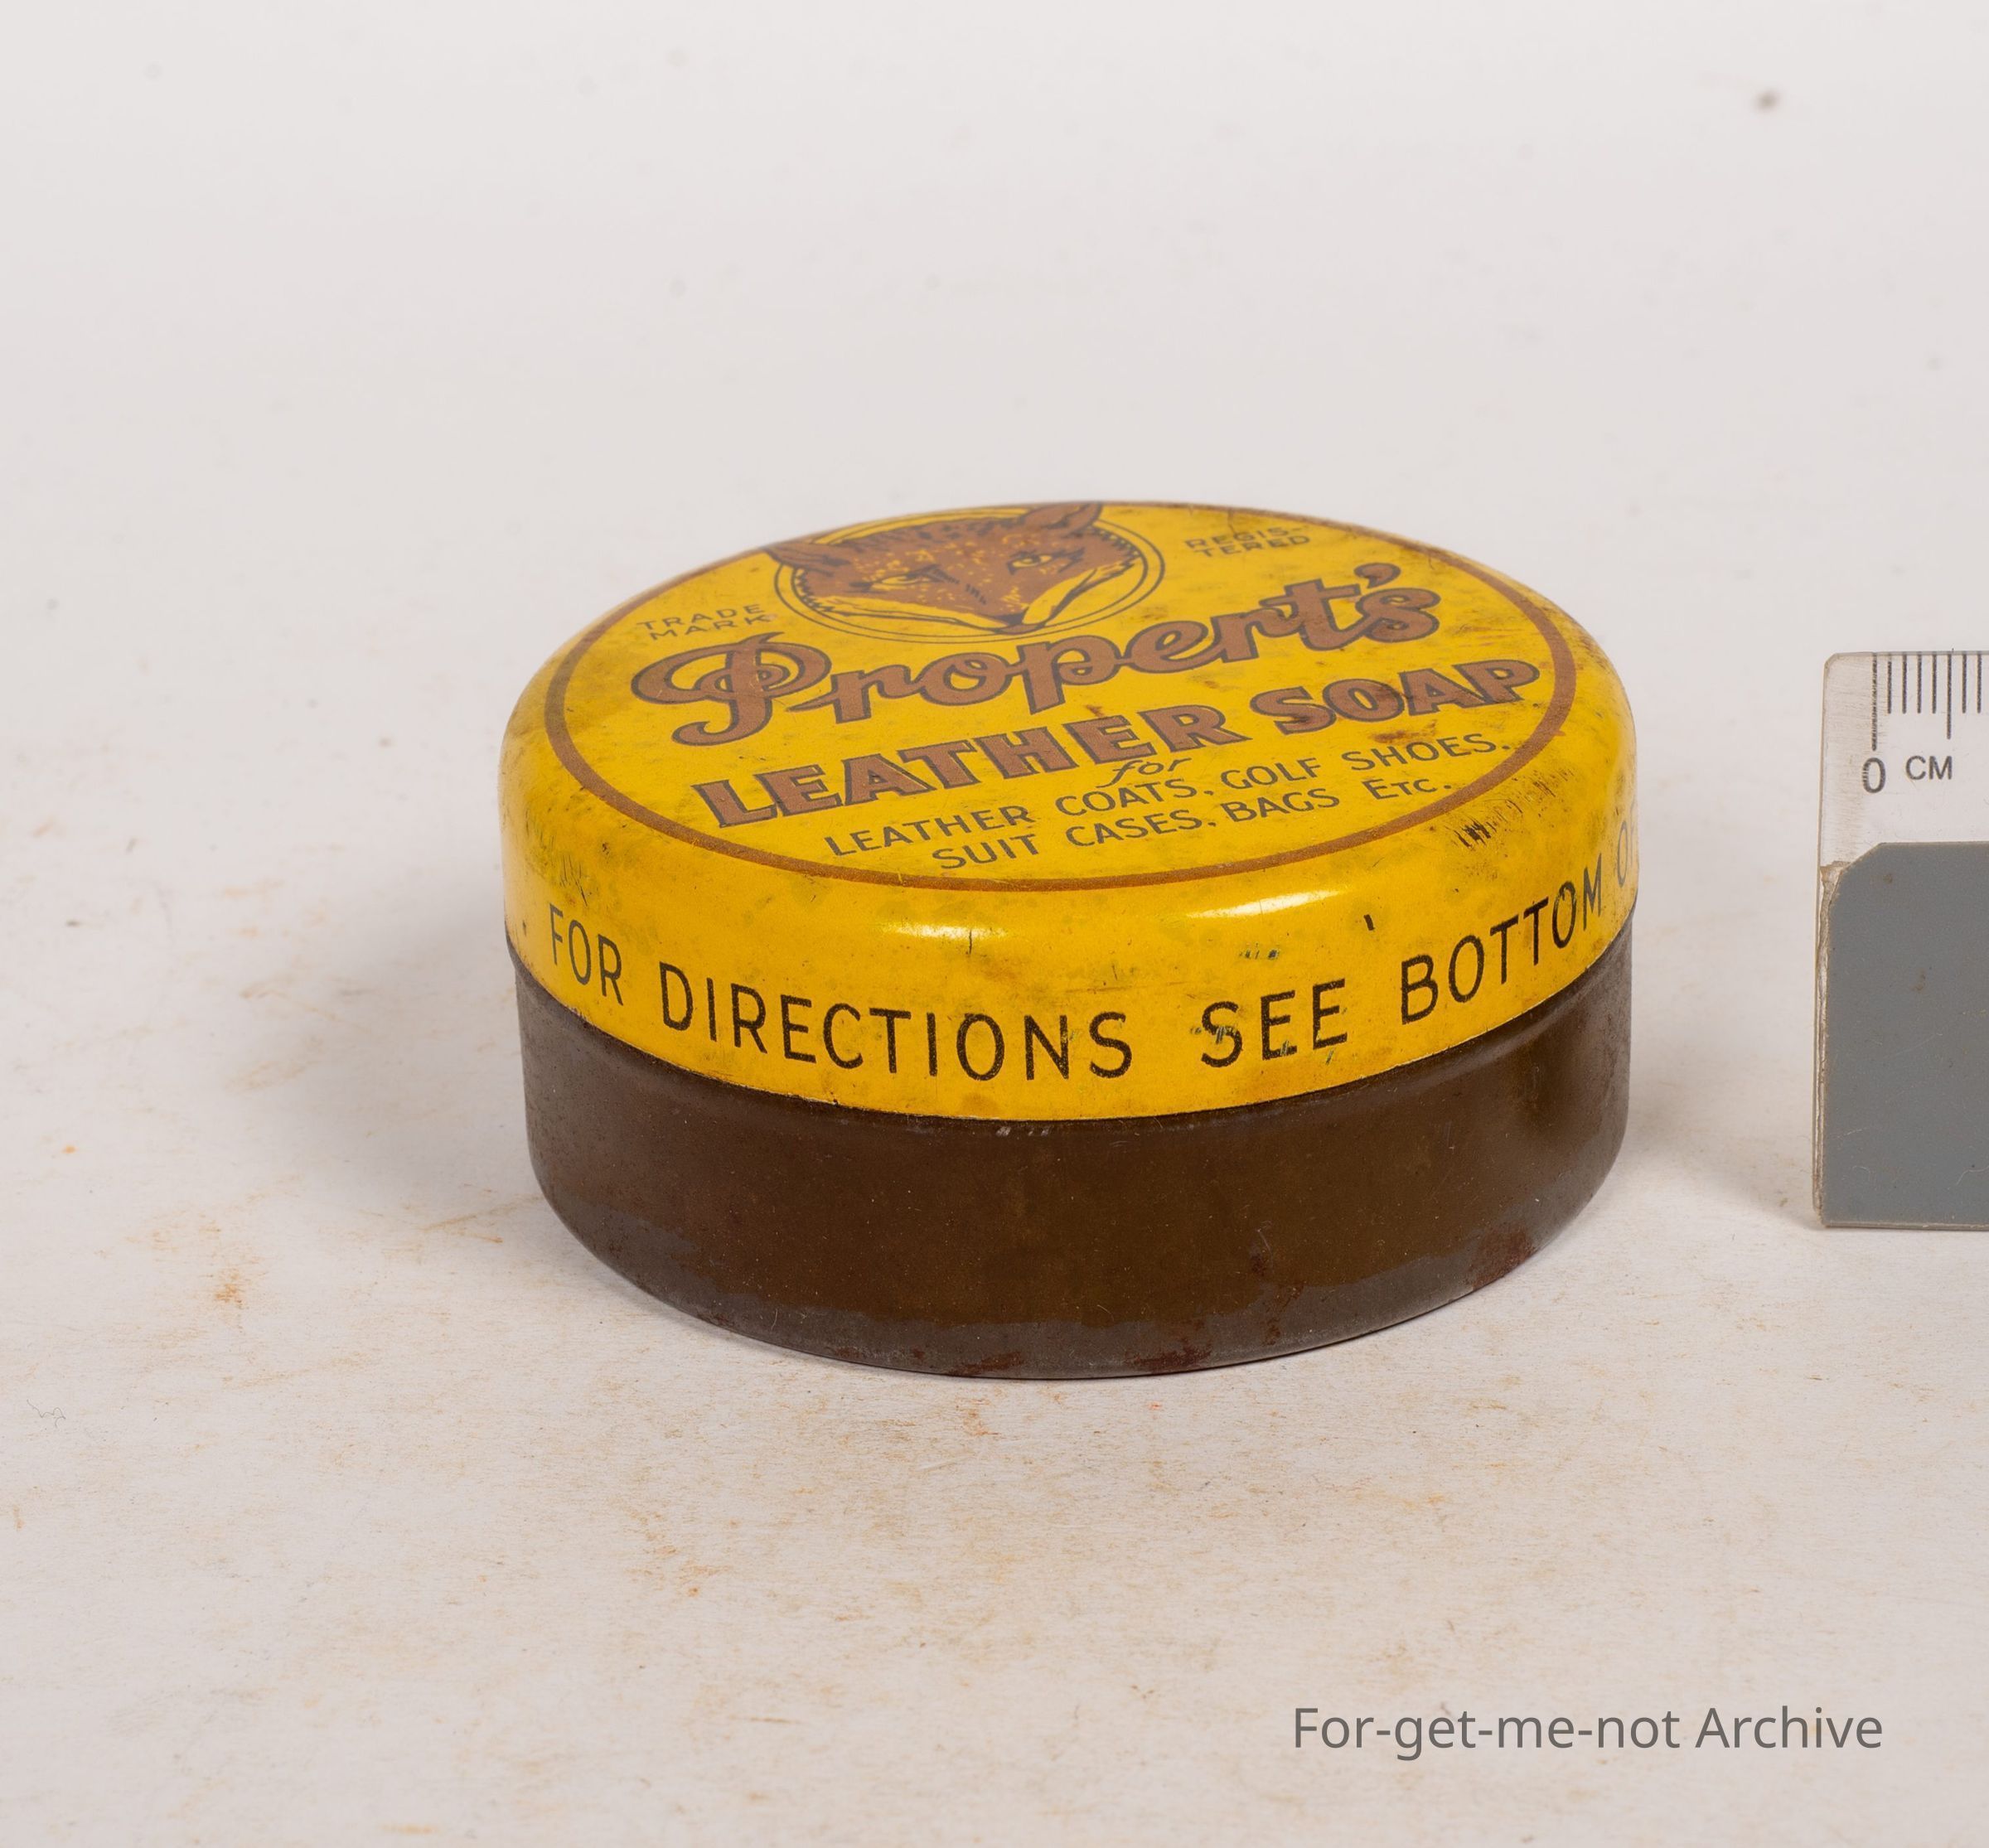 TRADE
MARK
REGIS-
TERED
Propert's
LEATHER SOAP
for
LEATHER COATS, GOLF SHOES,
SUIT CASES, BAGS ETC.
FOR DIRECTIONS SEE BOTTOM O
0 CM
For-get-me-not Archive